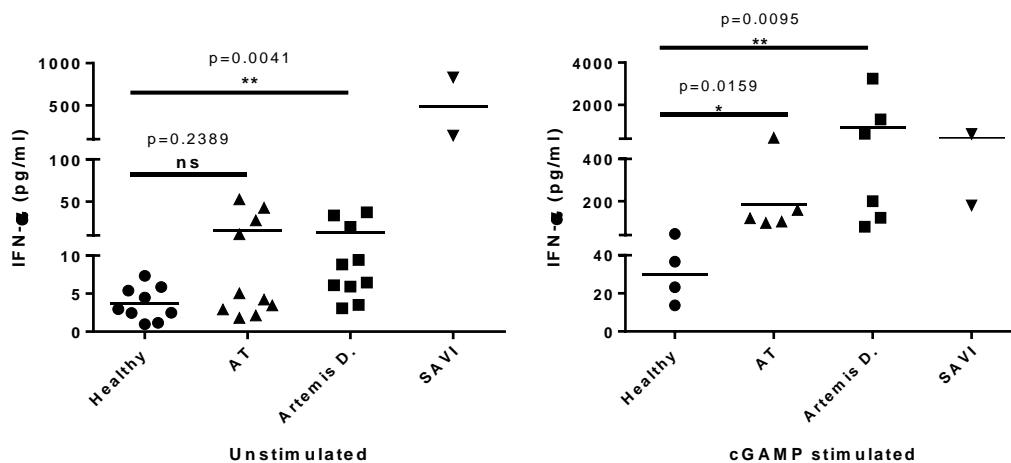 p=0.0041
**
p=0.2389
ns
IFN-α (pg/ml)
1000
500
100
50
10
5
0
Healthy
AT
Artemis D.
SAVI
Unstimulated
p=0.0095
**
p=0.0159
*
IFN-α (pg/ml)
4000
2000
400
200
40
20
0
Healthy
AT
Artemis D.
SAVI
cGAMP stimulated